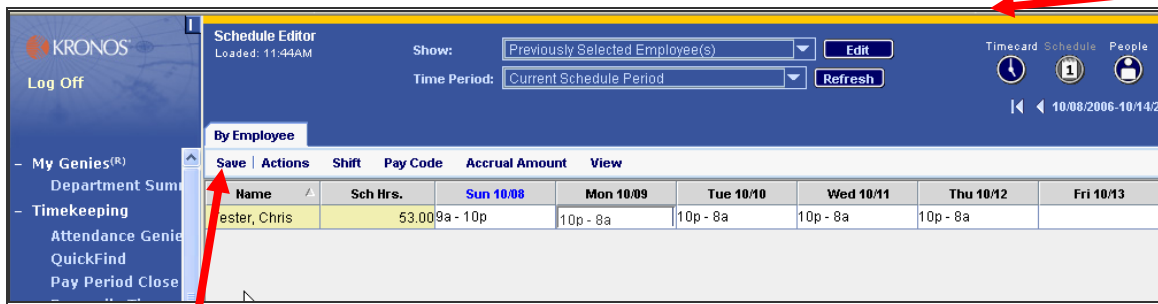 KRONOS
Log Off
– My Genies(R)
Department Summ
– Timekeeping
Attendance Genie
QuickFind
Pay Period Close
Schedule Editor
Loaded: 11:44AM
Show: Previously Selected Employee(s) Edit
Time Period: Current Schedule Period Refresh
Timecard Schedule People
1
10/08/2006-10/14/2
By Employee
Save | Actions Shift Pay Code Accrual Amount View
Name Sch Hrs. Sun 10/08 Mon 10/09 Tue 10/10 Wed 10/11 Thu 10/12 Fri 10/13
ester, Chris 53.00 9a - 10p 10p - 8a 10p - 8a 10p - 8a 10p - 8a